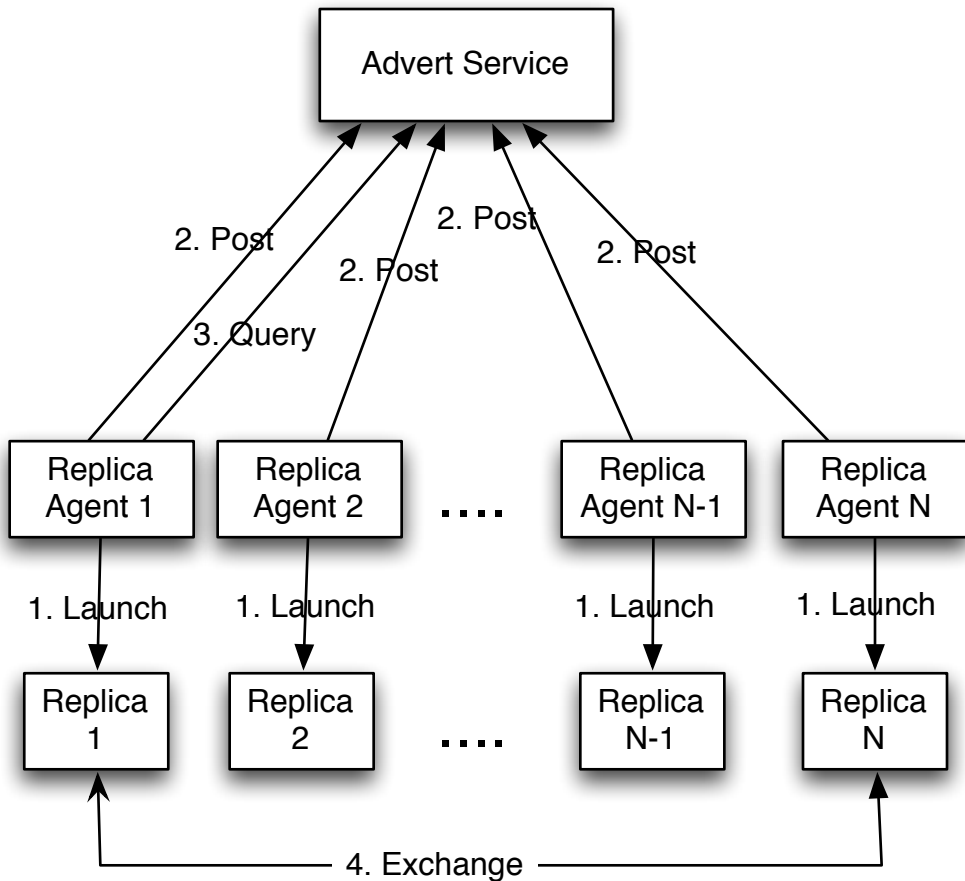 Advert Service
2. Post
2. Post
2. Post
2. Post
3. Query
Replica
Agent 1
Replica
Agent 2
....
Replica
Agent N-1
Replica
Agent N
1. Launch
1. Launch
1. Launch
1. Launch
Replica
1
Replica
2
....
Replica
N-1
Replica
N
4. Exchange